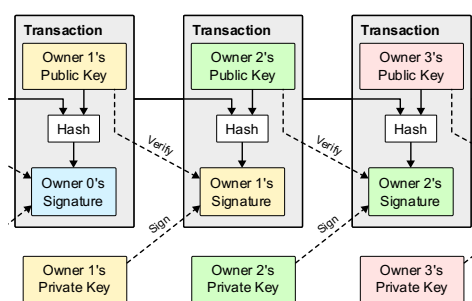 Transaction
Owner 1's
Public Key
Hash
Owner 0's
Signature
Transaction
Owner 2's
Public Key
Hash
Verify
Owner 1's
Signature
Sign
Transaction
Owner 3's
Public Key
Hash
Verify
Owner 2's
Signature
Sign
Owner 1's
Private Key
Owner 2's
Private Key
Owner 3's
Private Key